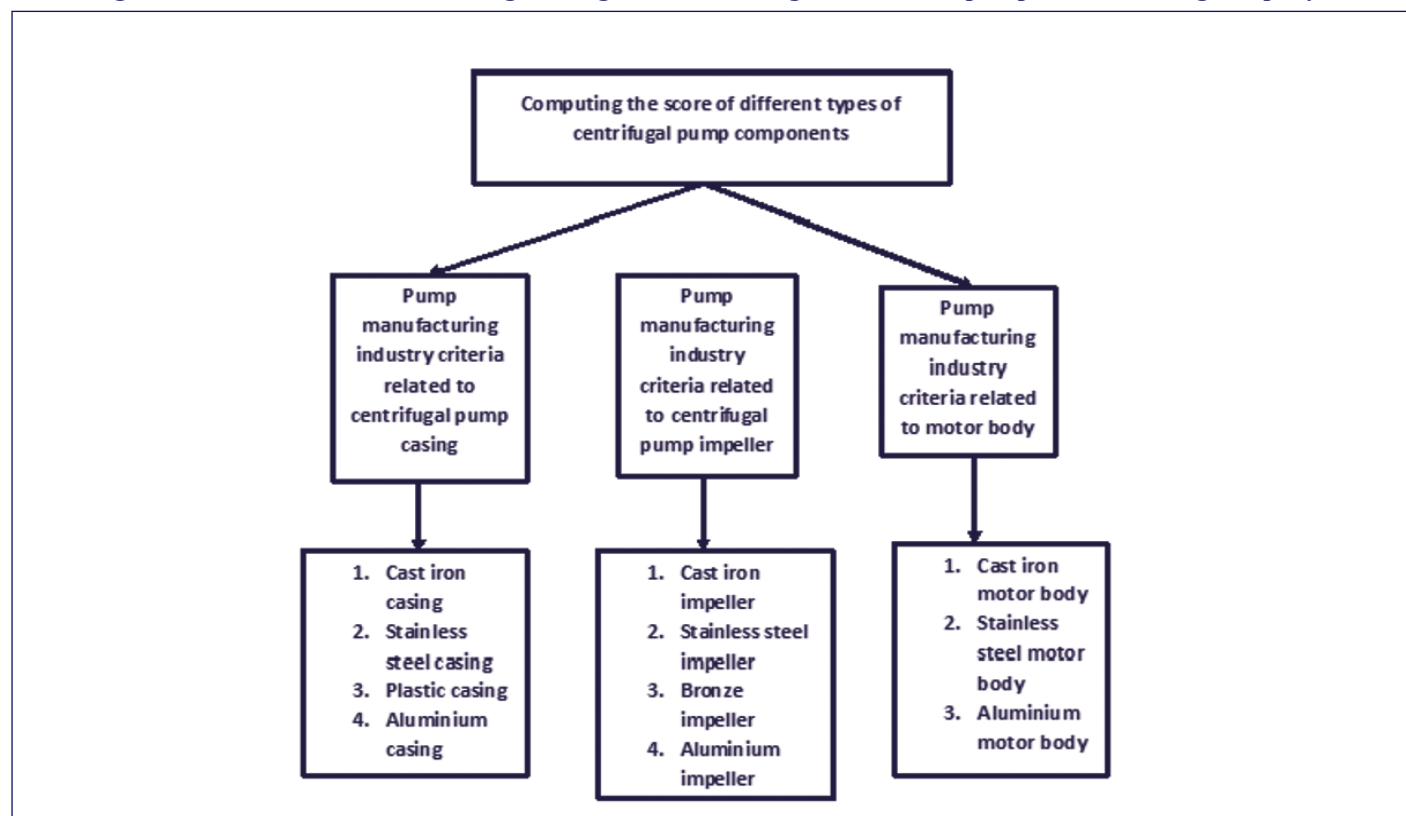 Computing the score of different types of
centrifugal pump components
Pump
manufacturing
industry criteria
related to
centrifugal pump
casing
Pump
manufacturing
industry
criteria related
to centrifugal
pump impeller
Pump
manufacturing
industry
criteria related
to motor body
1. Cast iron
casing
2. Stainless
steel casing
3. Plastic casing
4. Aluminium
casing
1. Cast iron
impeller
2. Stainless steel
impeller
3. Bronze
impeller
4. Aluminium
impeller
1. Cast iron
motor body
2. Stainless
steel motor
body
3. Aluminium
motor body